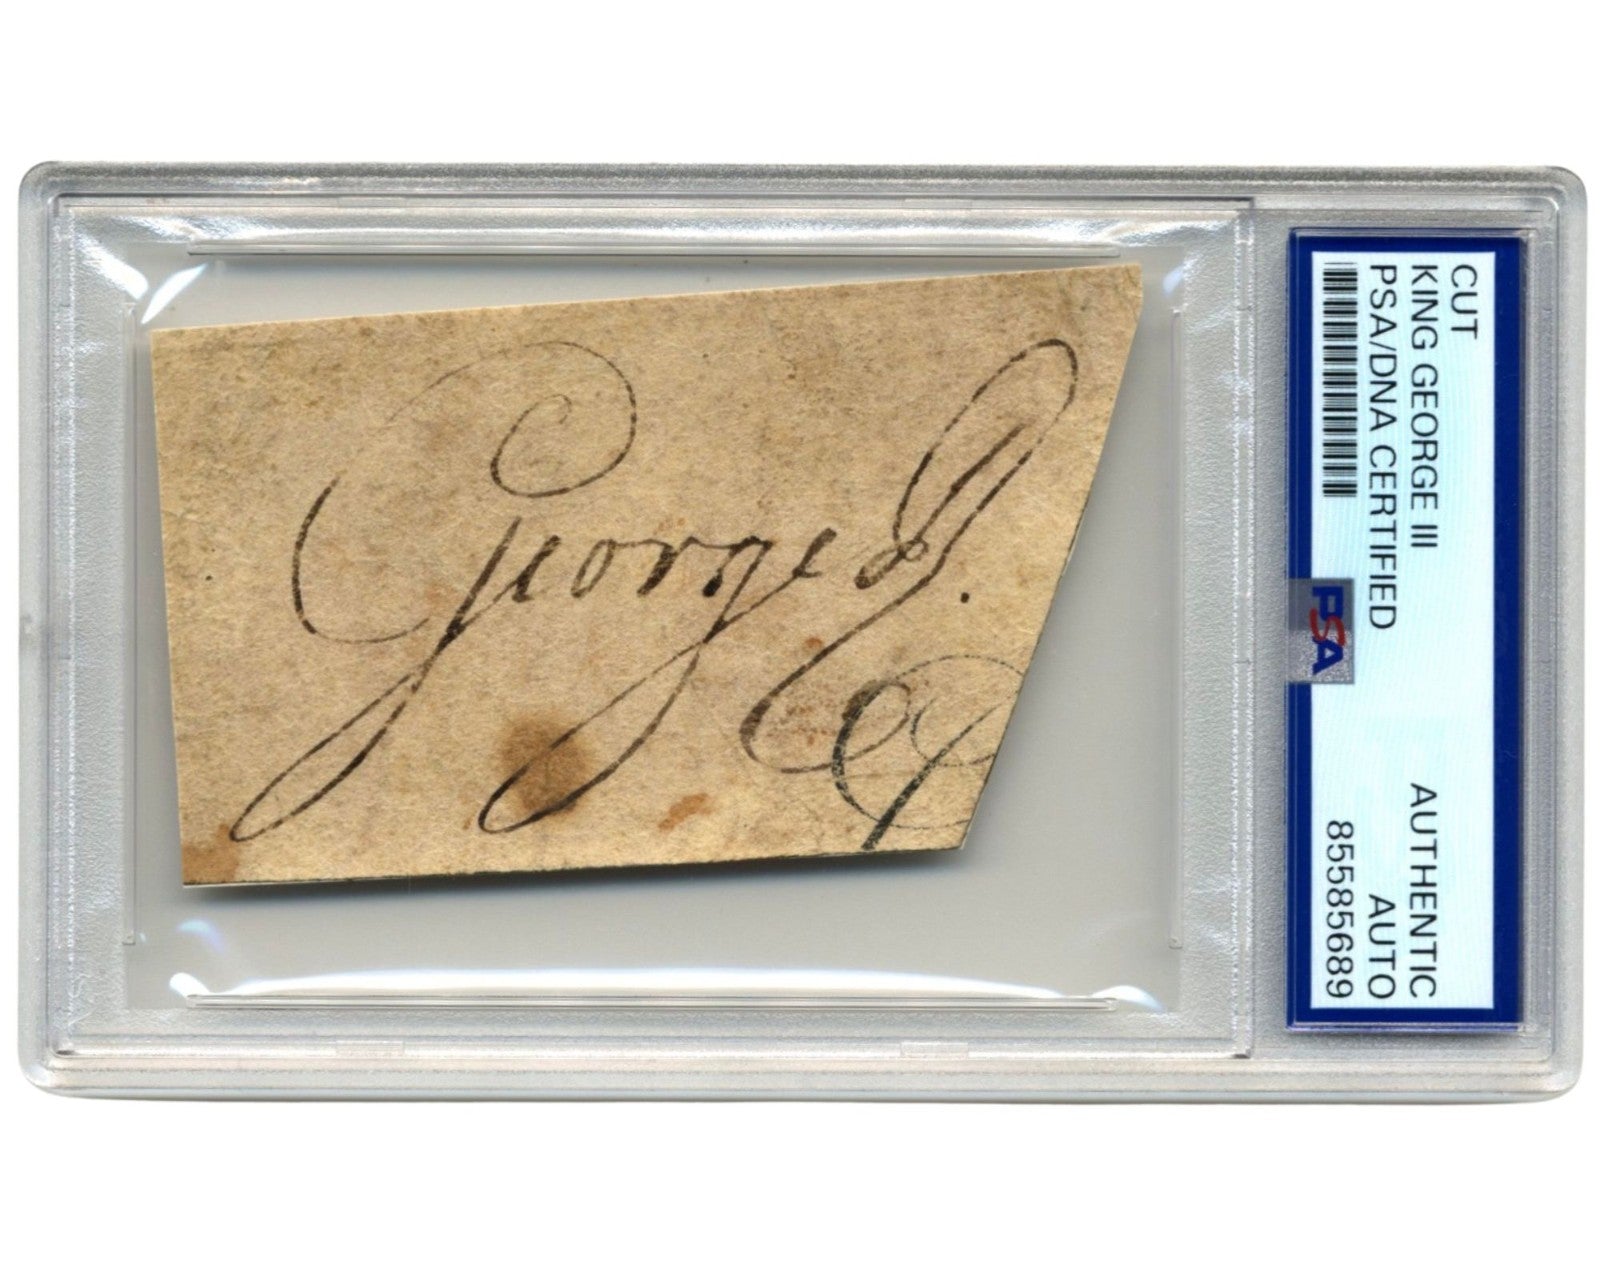 George R.
CUT
KING GEORGE III
PSA/DNA CERTIFIED
AUTHENTIC
AUTO
85585689
PSA